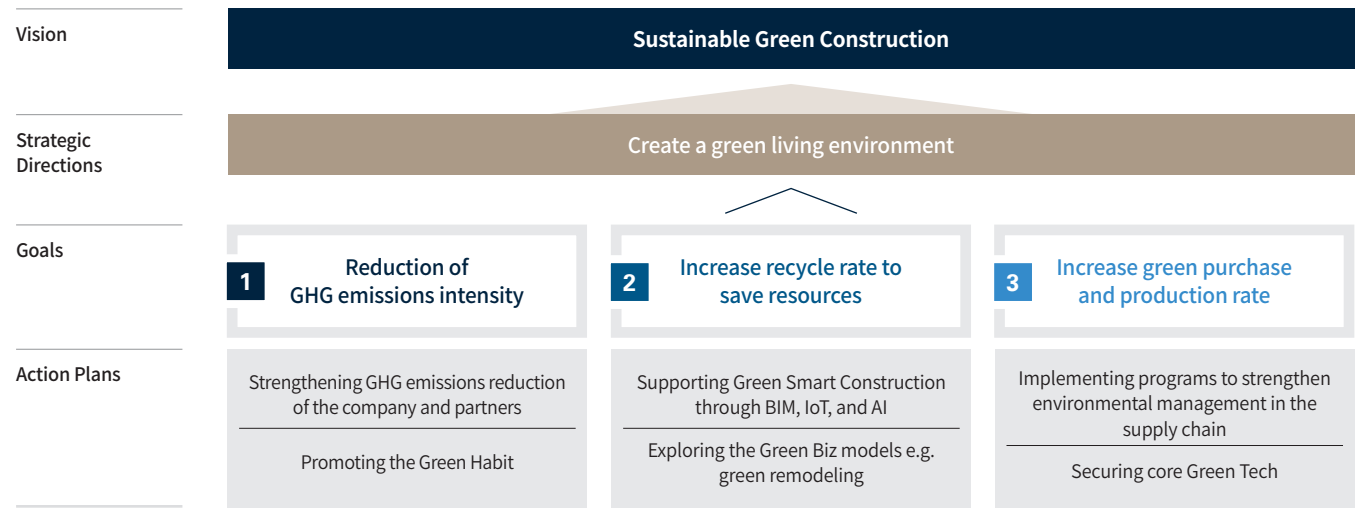 Vision
Sustainable Green Construction
Strategic
Directions
Create a green living environment
Goals
1
Reduction of
GHG emissions intensity
2
Increase recycle rate to
save resources
3
Increase green purchase
and production rate
Action Plans
Strengthening GHG emissions reduction
of the company and partners
Promoting the Green Habit
Supporting Green Smart Construction
through BIM, IoT, and AI
Exploring the Green Biz models e.g.
green remodeling
Implementing programs to strengthen
environmental management in the
supply chain
Securing core Green Tech